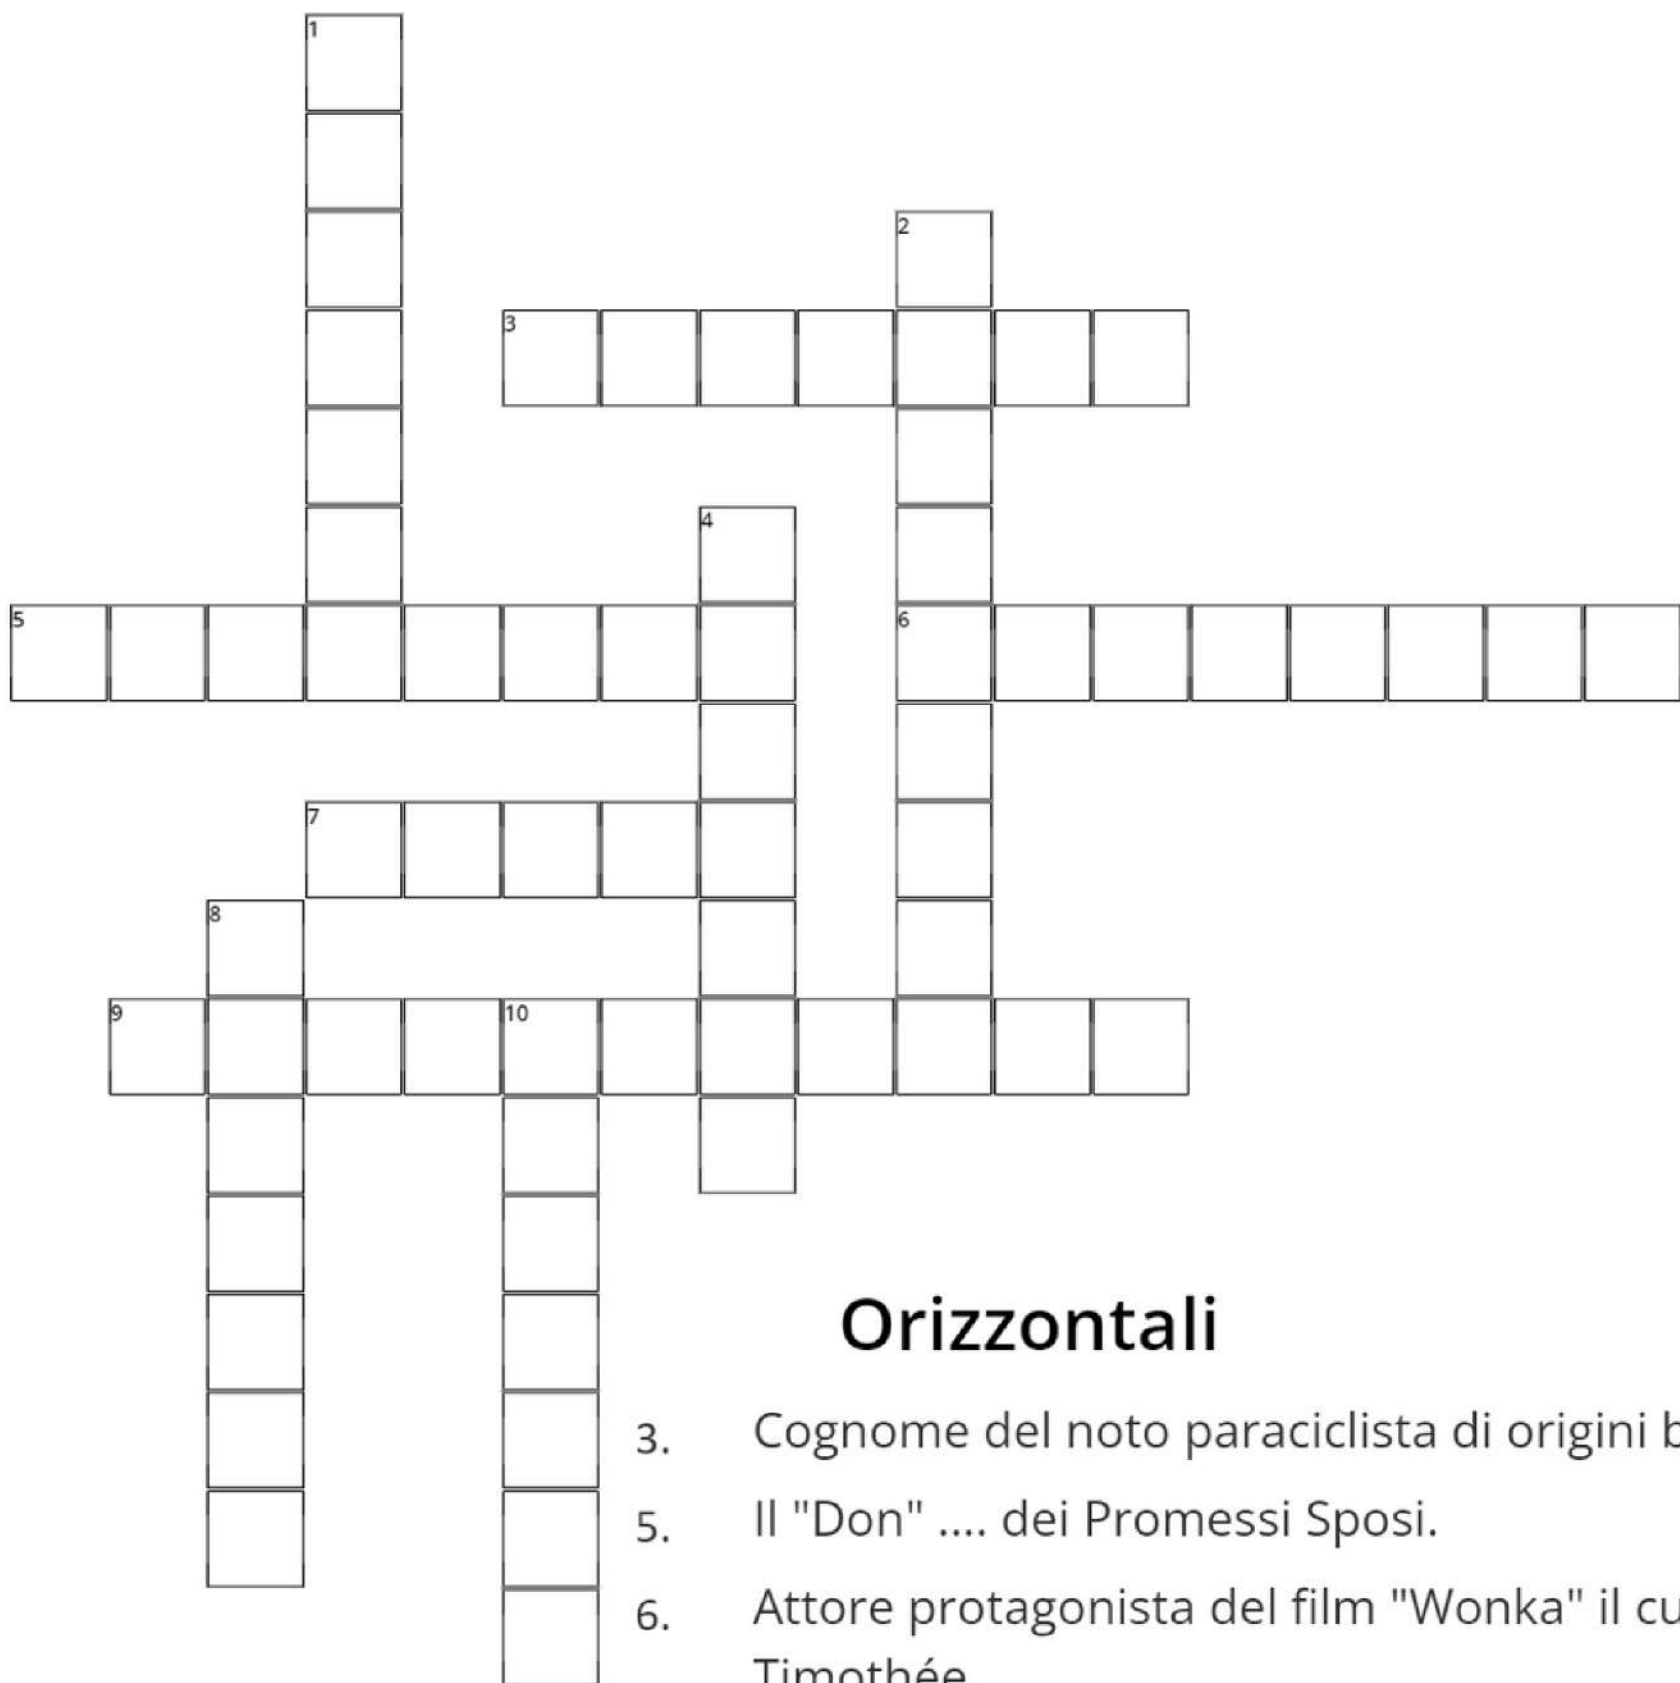 1
2
3
4
5
6
7
8
9
10
Orizzontali
3. Cognome del noto paraciclista di origini
5. Il "Don" .... dei Promessi Sposi.
6. Attore protagonista del film "Wonka" il
Timothée.